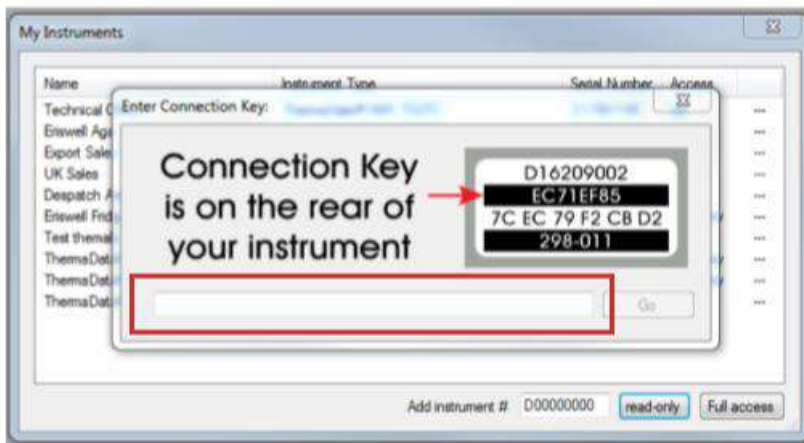 My Instruments
Name Instrument Type Serial Number Access
Technical
Enter Connection Key:
Eriswell
Export Sale
UK Sales
Despatch
Eriswell
Test
ThermaDat
ThermaDat
ThermaDat
Connection Key
is on the rear of
your instrument
D16209002
EC71EF85
7C EC 79 F2 CB D2
298-011
Go
Add instrument # D00000000 read-only Full access